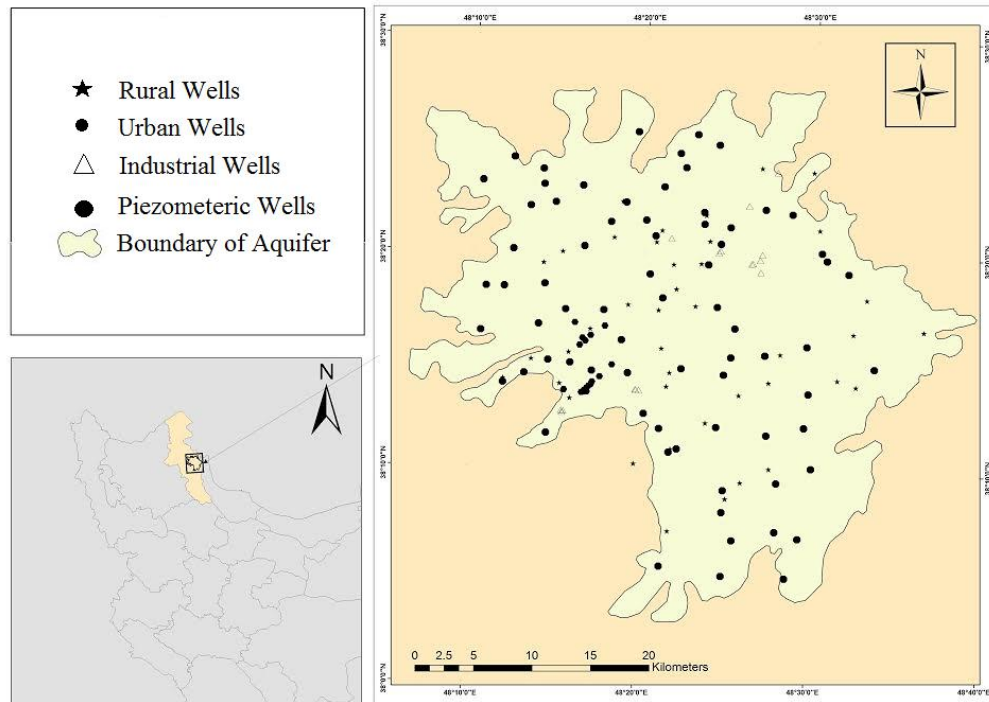 Rural Wells
Urban Wells
Industrial Wells
Piezometeric Wells
Boundary of Aquifer
N
48°10'0"E
48°20'0"E
48°30'0"E
N
0 2.5 5 10 15 20
Kilometers
48°10'0"E
48°20'0"E
48°30'0"E
48°40'0"E